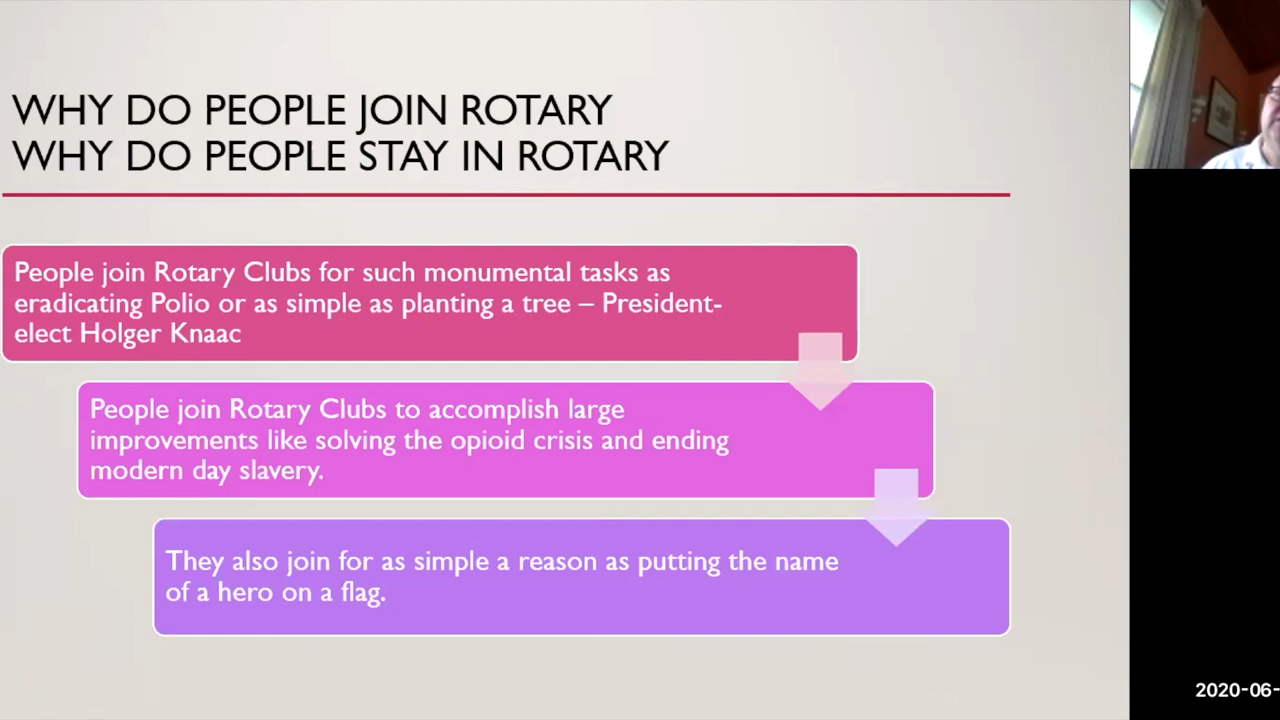 WHY DO PEOPLE JOIN ROTARY
WHY DO PEOPLE STAY IN ROTARY
People join Rotary Clubs for such monumental tasks as
eradicating Polio or as simple as planting a tree – President-
elect Holger Knaac
People join Rotary Clubs to accomplish large
improvements like solving the opioid crisis and ending
modern day slavery.
They also join for as simple a reason as putting the name
of a hero on a flag.
2020-06-